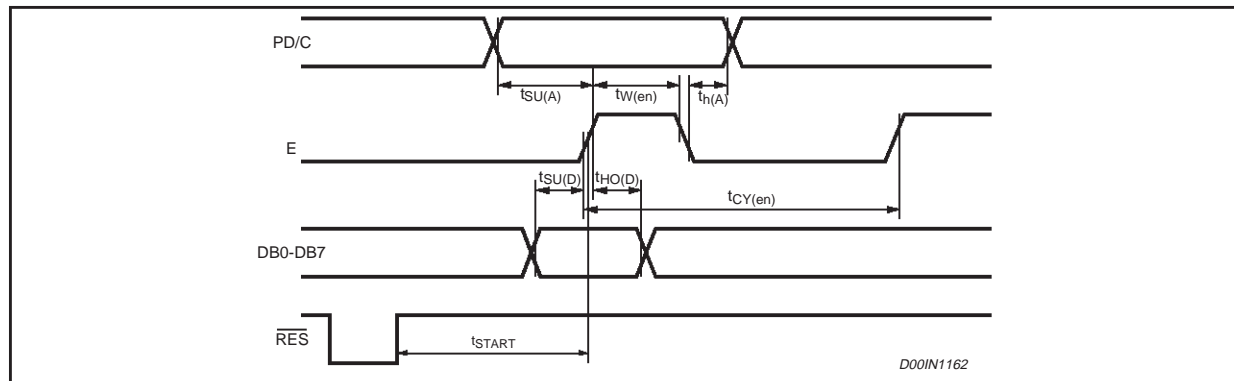 PD/C
tSU(A)
tW(en)
th(A)
E
tSU(D)
tHO(D)
tCY(en)
DB0-DB7
RES
tSTART
D00IN1162